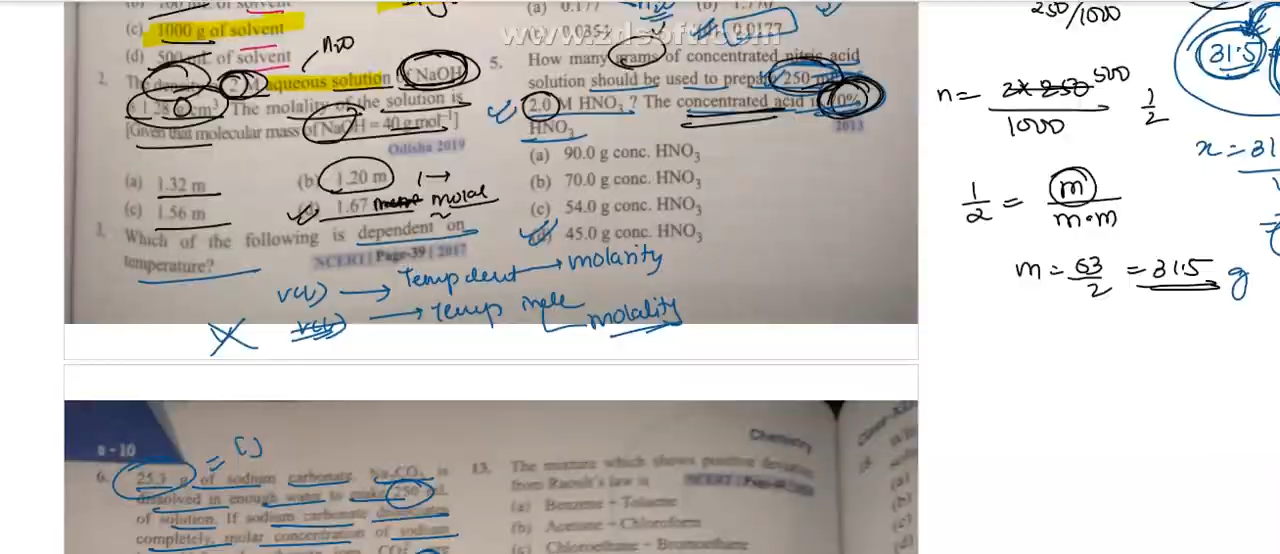 (c) 1000 g of solvent
(d) 500 mL of solvent
H2O
2. The density of 2 M aqueous solution of NaOH
is 1.28 g/cm³. The molality of the solution is
[Given that molecular mass of NaOH = 40 g mol⁻¹]
Odisha 2019
(a) 1.32 m
(b) 1.20 m
(c) 1.56 m
(d) 1.67
molal
3. Which of the following is dependent on
temperature?
NCERT | Page-39 | 2017
V(L) → Temp dent → molarity
→ Temp inde
molality
(a) 0.177
(b) 1.770
(c) 0.0354
(d) 0.0177
5. How many grams of concentrated nitric acid
solution should be used to prepare 250 mL
2.0 M HNO₃ ? The concentrated acid is 70%
HNO₃
2013
(a) 90.0 g conc. HNO₃
(b) 70.0 g conc. HNO₃
(c) 54.0 g conc. HNO₃
(d) 45.0 g conc. HNO₃
250/1000
31.5
n = 2x250 500
1000
1/2
1/2 = m
m.m
m = 63/2 = 31.5 g
x = 31
B - 10
Chemistry
6. 25.3 g of sodium carbonate, Na₂CO₃ is
dissolved in enough water to make 250 mL
of solution. If sodium carbonate dissociates
completely, molar concentration of sodium
13. The mixture which shows positive deviation
from Raoult's law is
(a) Benzene + Toluene
(b) Acetone + Chloroform
(c) Chloroethane + Bromoethane